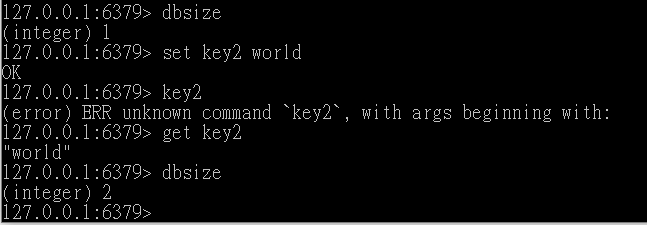 127.0.0.1:6379> dbsize
(integer) 1
127.0.0.1:6379> set key2 world
OK
127.0.0.1:6379> key2
(error) ERR unknown command `key2`, with args beginning with:
127.0.0.1:6379> get key2
"world"
127.0.0.1:6379> dbsize
(integer) 2
127.0.0.1:6379>